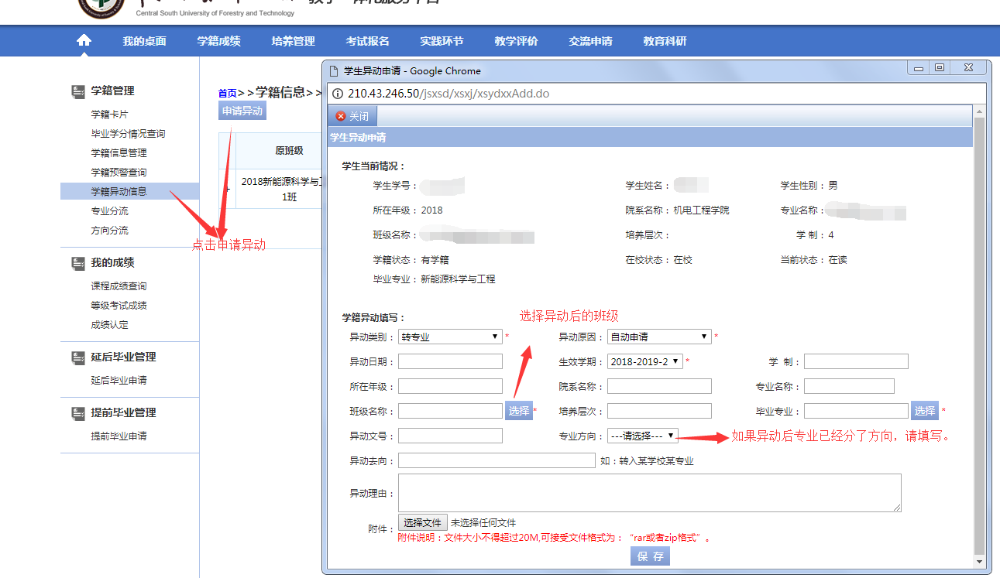 Central South University of Forestry and Technology
我的桌面 学籍成绩 培养管理 考试报名 实践环节 教学评价 交流申请 教育科研
学籍管理
学籍卡片
毕业学分情况查询
学籍信息管理
学籍预警查询
学籍异动信息
专业分流
方向分流
我的成绩
课程成绩查询
等级考试成绩
成绩认定
延后毕业管理
延后毕业申请
提前毕业管理
提前毕业申请
首页>>学籍信息>>
申请异动
原班级
+ 2018新能源科学与工
1班
点击申请异动
学生异动申请 - Google Chrome
210.43.246.50/jsxsd/xsxj/xsydxxAdd.do
关闭
学生异动申请
学生当前情况：
学生学号： 学生姓名： 学生性别：男
所在年级：2018 院系名称：机电工程学院 专业名称：
班级名称： 培养层次： 学 制：4
学籍状态：有学籍 在校状态：在校 当前状态：在读
毕业专业：新能源科学与工程
学籍异动填写：
选择异动后的班级
异动类别：转专业 * 异动原因：自动申请 *
异动日期： 生效学期：2018-2019-2 * 学 制：
所在年级： 院系名称： 专业名称：
班级名称： 选择 * 培养层次： 毕业专业： 选择 *
异动文号： 专业方向：---请选择--- 如果异动后专业已经分了方向，请填写。
异动去向： 如：转入某学校某专业
异动理由：
附件： 选择文件 未选择任何文件
附件说明：文件大小不得超过20M,可接受文件格式为：“rar或者zip格式”。
保 存